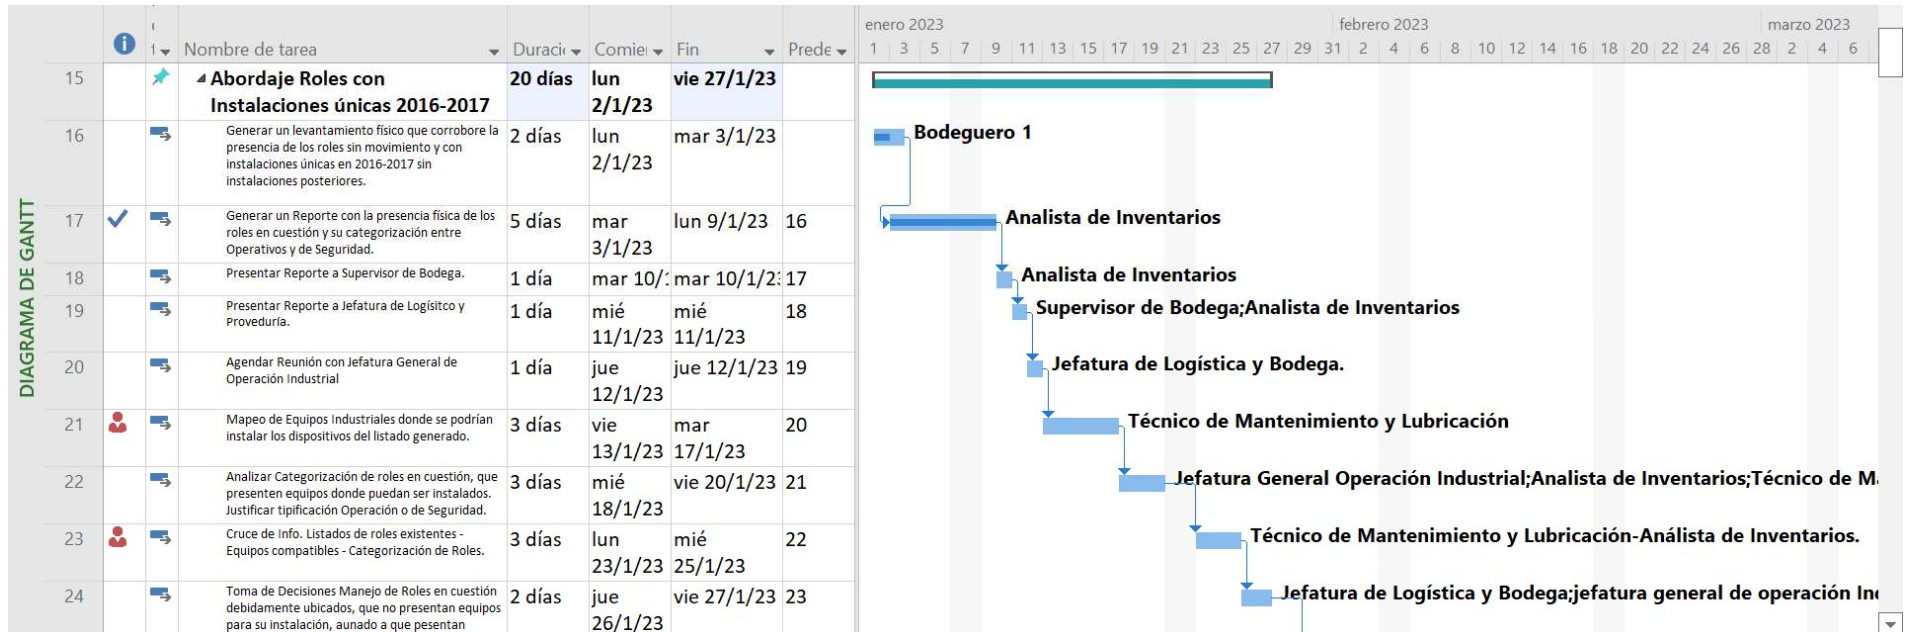 DIAGRAMA DE GANTT
Nombre de tarea Comie Fin Prede
enero 2023 febrero 2023 marzo 2023
1 3 5 7 9 11 13 15 17 19 21 23 25 27 29 31 2 4 6 8 10 12 14 16 18 20 22 24 26 28 2 4 6
15 Abordaje Roles con 20 días lun vie 27/1/23
Instalaciones únicas 2016-2017 2/1/23
16 Generar un levantamiento físico que corrobore la 2 días lun mar 3/1/23 Bodeguero 1
presencia de los roles sin movimiento y con 2/1/23
instalaciones únicas en 2016-2017 sin
instalaciones posteriores.
17 Generar un Reporte con la presencia física de los 5 días mar lun 9/1/23 16 Analista de Inventarios
roles en cuestión y su categorización entre 3/1/23
Operativos y de Seguridad.
18 Presentar Reporte a Supervisor de Bodega. 1 día mar 10/ mar 10/1/2 17 Analista de Inventarios
19 Presentar Reporte a Jefatura de Logísitco y 1 día mié mié 18 Supervisor de Bodega;Analista de Inventarios
Proveduría. 11/1/23 11/1/23
20 Agendar Reunión con Jefatura General de 1 día jue jue 12/1/23 19 Jefatura de Logística y Bodega.
Operación Industrial 12/1/23
21 Mapeo de Equipos Industriales donde se podrían 3 días vie mar 20 Técnico de Mantenimiento y Lubricación
instalar los dispositivos del listado generado. 13/1/23 17/1/23
22 Analizar Categorización de roles en cuestión, que 3 días mié vie 20/1/23 21 Jefatura General Operación Industrial;Analista de Inventarios;Técnico de
presenten equipos donde puedan ser instalados. 18/1/23
Justificar tipificación Operación o de Seguridad.
23 Cruce de Info. Listados de roles existentes - 3 días lun mié 22 Técnico de Mantenimiento y Lubricación-Análista de Inventarios.
Equipos compatibles - Categorización de Roles. 23/1/23 25/1/23
24 Toma de Decisiones Manejo de Roles en cuestión 2 días jue vie 27/1/23 23 Jefatura de Logística y Bodega;jefatura general de operación
debidamente ubicados, que no presentan equipos 26/1/23
para su instalación, aunado a que pesentan